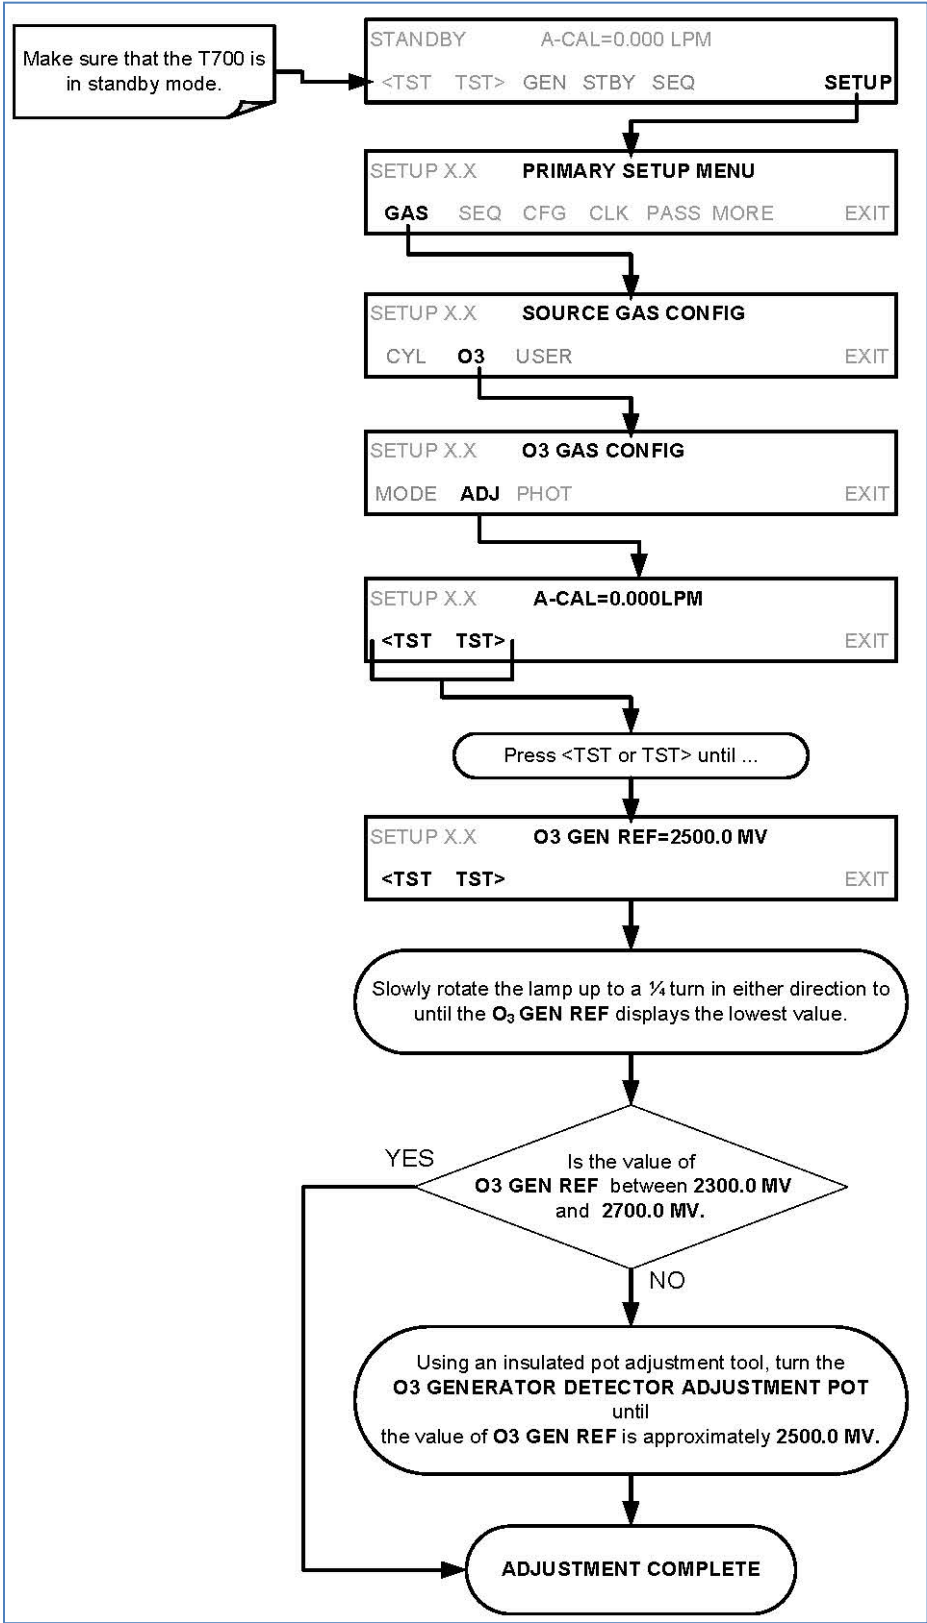 Make sure that the T700 is
in standby mode.
STANDBY A-CAL=0.000 LPM
<TST TST> GEN STBY SEQ SETUP
SETUP X.X PRIMARY SETUP MENU
GAS SEQ CFG CLK PASS MORE EXIT
SETUP X.X SOURCE GAS CONFIG
CYL O3 USER EXIT
SETUP X.X O3 GAS CONFIG
MODE ADJ PHOT EXIT
SETUP X.X A-CAL=0.000LPM
<TST TST> EXIT
Press <TST or TST> until ...
SETUP X.X O3 GEN REF=2500.0 MV
<TST TST> EXIT
Slowly rotate the lamp up to a ¼ turn in either direction to
until the O₃ GEN REF displays the lowest value.
YES
Is the value of
O3 GEN REF between 2300.0 MV
and 2700.0 MV.
NO
Using an insulated pot adjustment tool, turn the
O3 GENERATOR DETECTOR ADJUSTMENT POT
until
the value of O3 GEN REF is approximately 2500.0 MV.
ADJUSTMENT COMPLETE